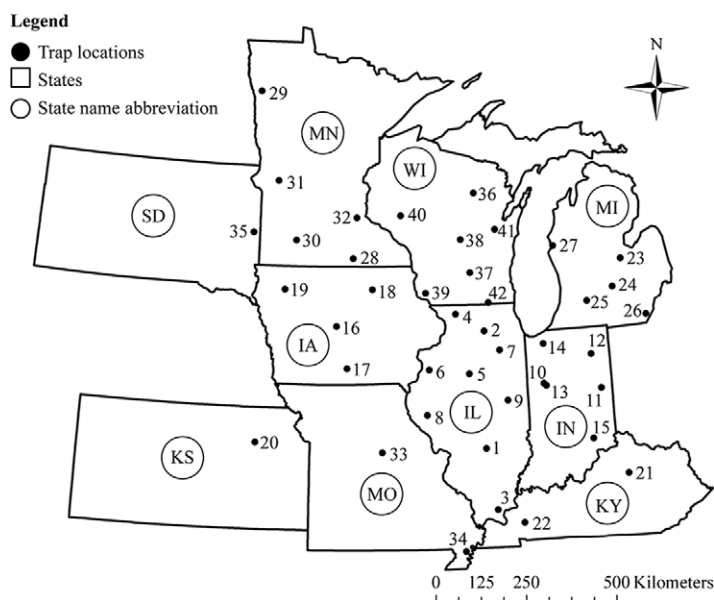 Legend
Trap locations
States
State name abbreviation
N
29
MN
WI
31
36
MI
SD
32
40
41
35
30
38
27
23
28
37
24
39
42
25
26
19
18
4
2
16
7
14
12
IA
17
6
5
10
13
11
8
IL
9
IN
15
20
33
1
21
KS
MO
3
KY
22
34
0 125 250 500 Kilometers